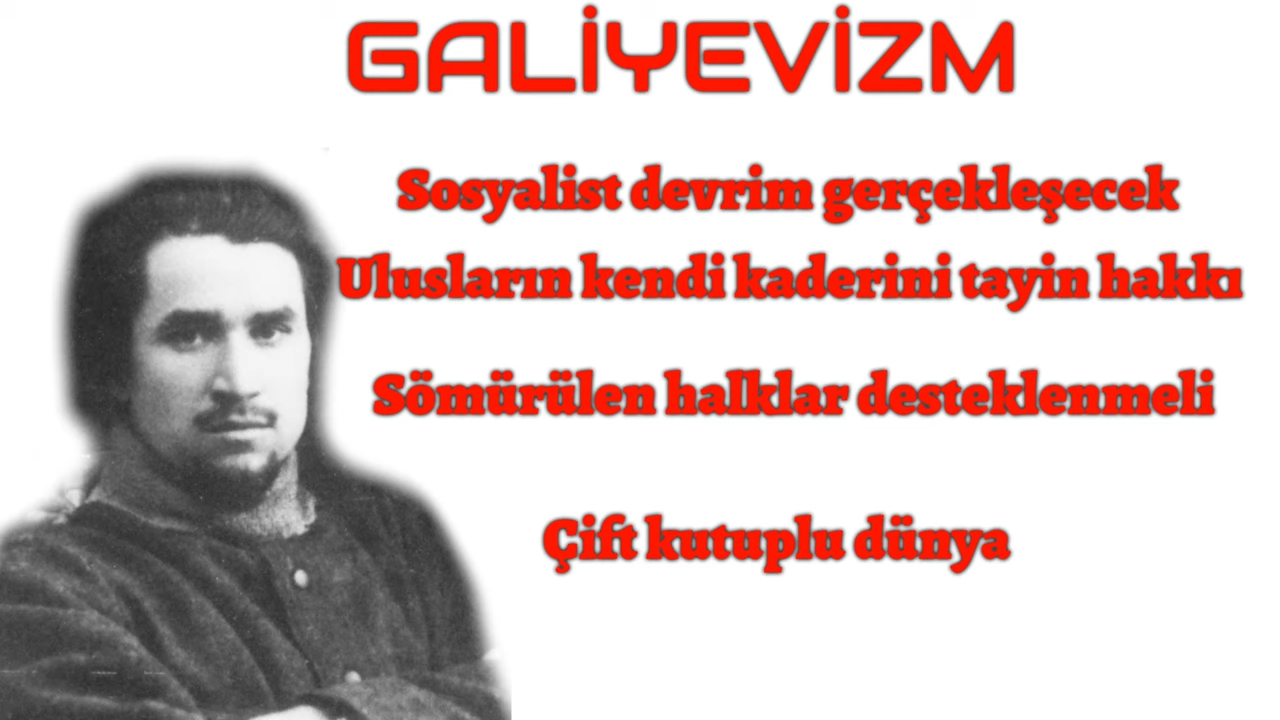 GALİYEVİZM
Sosyalist devrim gerçekleşecek
Ulusların kendi kaderini tayin hakkı
Sömürülen halklar desteklenmeli
Çift kutuplu dünya